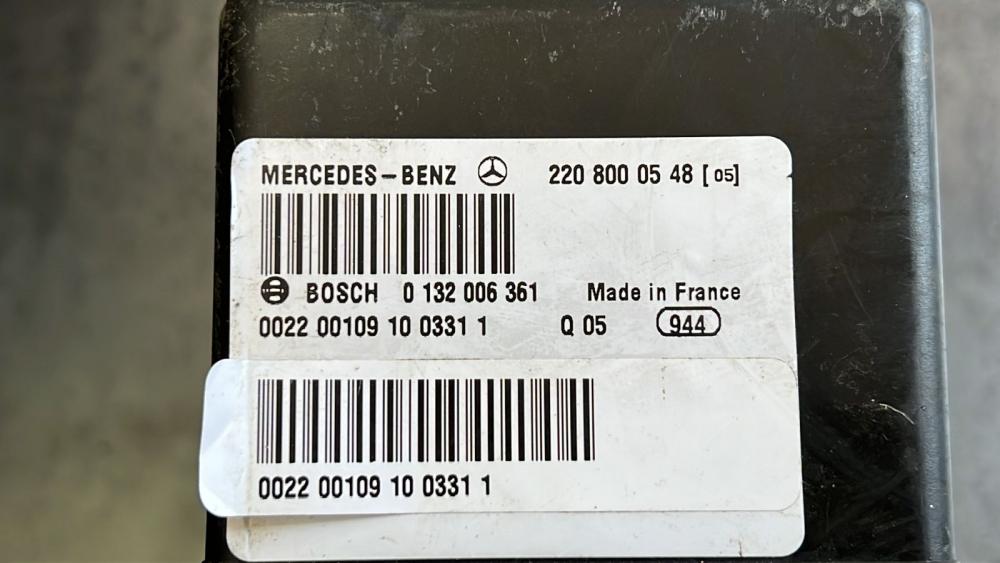 MERCEDES-BENZ 220 800 05 48 [05]
BOSCH 0 132 006 361 Made in France
0022 00109 10 0331 1 Q 05 944
0022 00109 10 0331 1